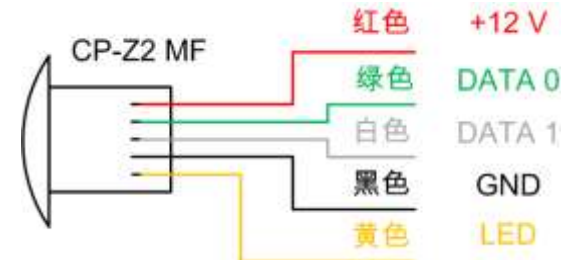 红色 +12 V
CP-Z2 MF
绿色 DATA 0
白色 DATA 1
黑色 GND
黄色 LED